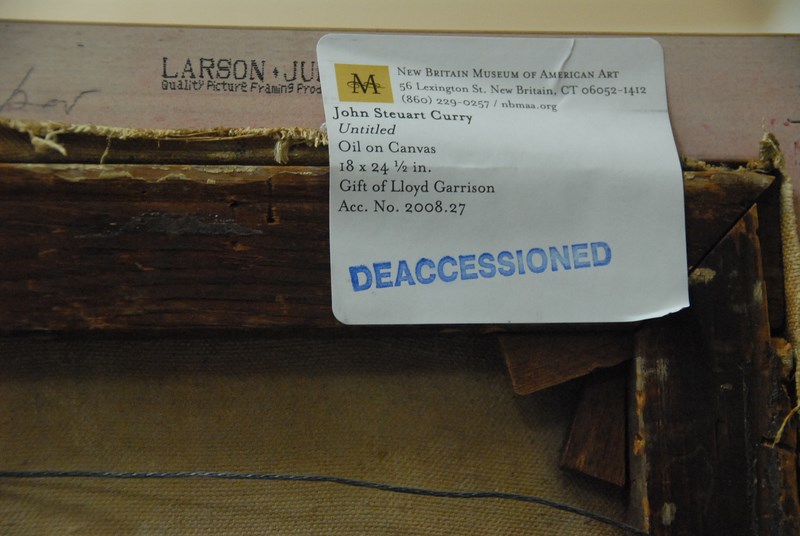 LARSON JU
Quality Picture Framing Prod
M
NEW BRITAIN MUSEUM OF AMERICAN ART
56 Lexington St. New Britain, CT 06052-1412
(860) 229-0257 / nbmaa.org
John Steuart Curry
Untitled
Oil on Canvas
18 x 24 ½ in.
Gift of Lloyd Garrison
Acc. No. 2008.27
DEACCESSIONED